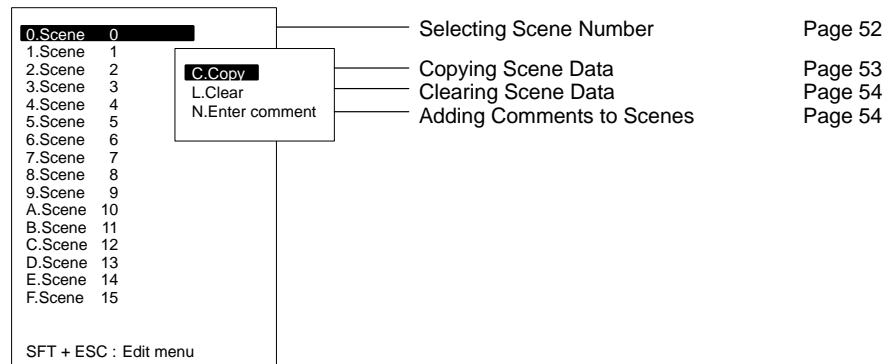 0.Scene 0
1.Scene 1
2.Scene 2
3.Scene 3
4.Scene 4
5.Scene 5
6.Scene 6
7.Scene 7
8.Scene 8
9.Scene 9
A.Scene 10
B.Scene 11
C.Scene 12
D.Scene 13
E.Scene 14
F.Scene 15
SFT + ESC : Edit menu
C.Copy
L.Clear
N.Enter comment
Selecting Scene Number Page 52
Copying Scene Data Page 53
Clearing Scene Data Page 54
Adding Comments to Scenes Page 54